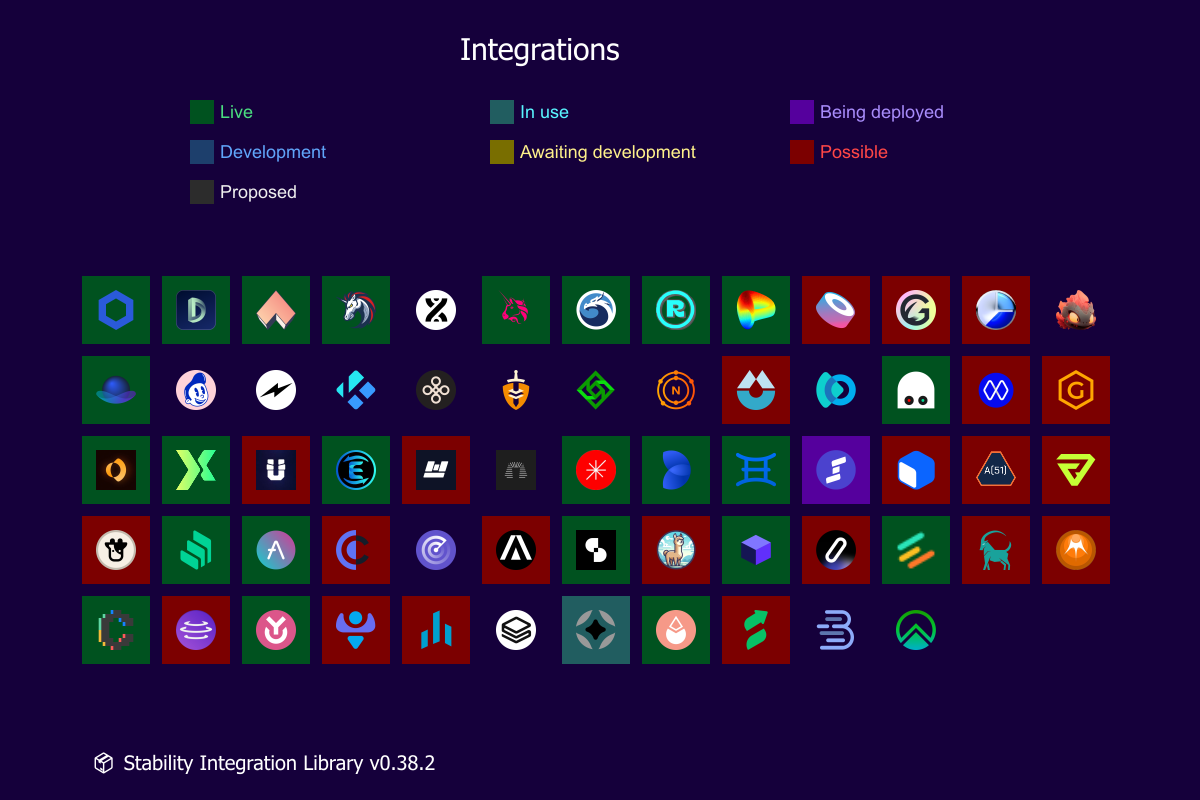 Integrations
Live In use Being deployed
Development Awaiting development Possible
Proposed
N G
A(51)
Stability Integration Library v0.38.2